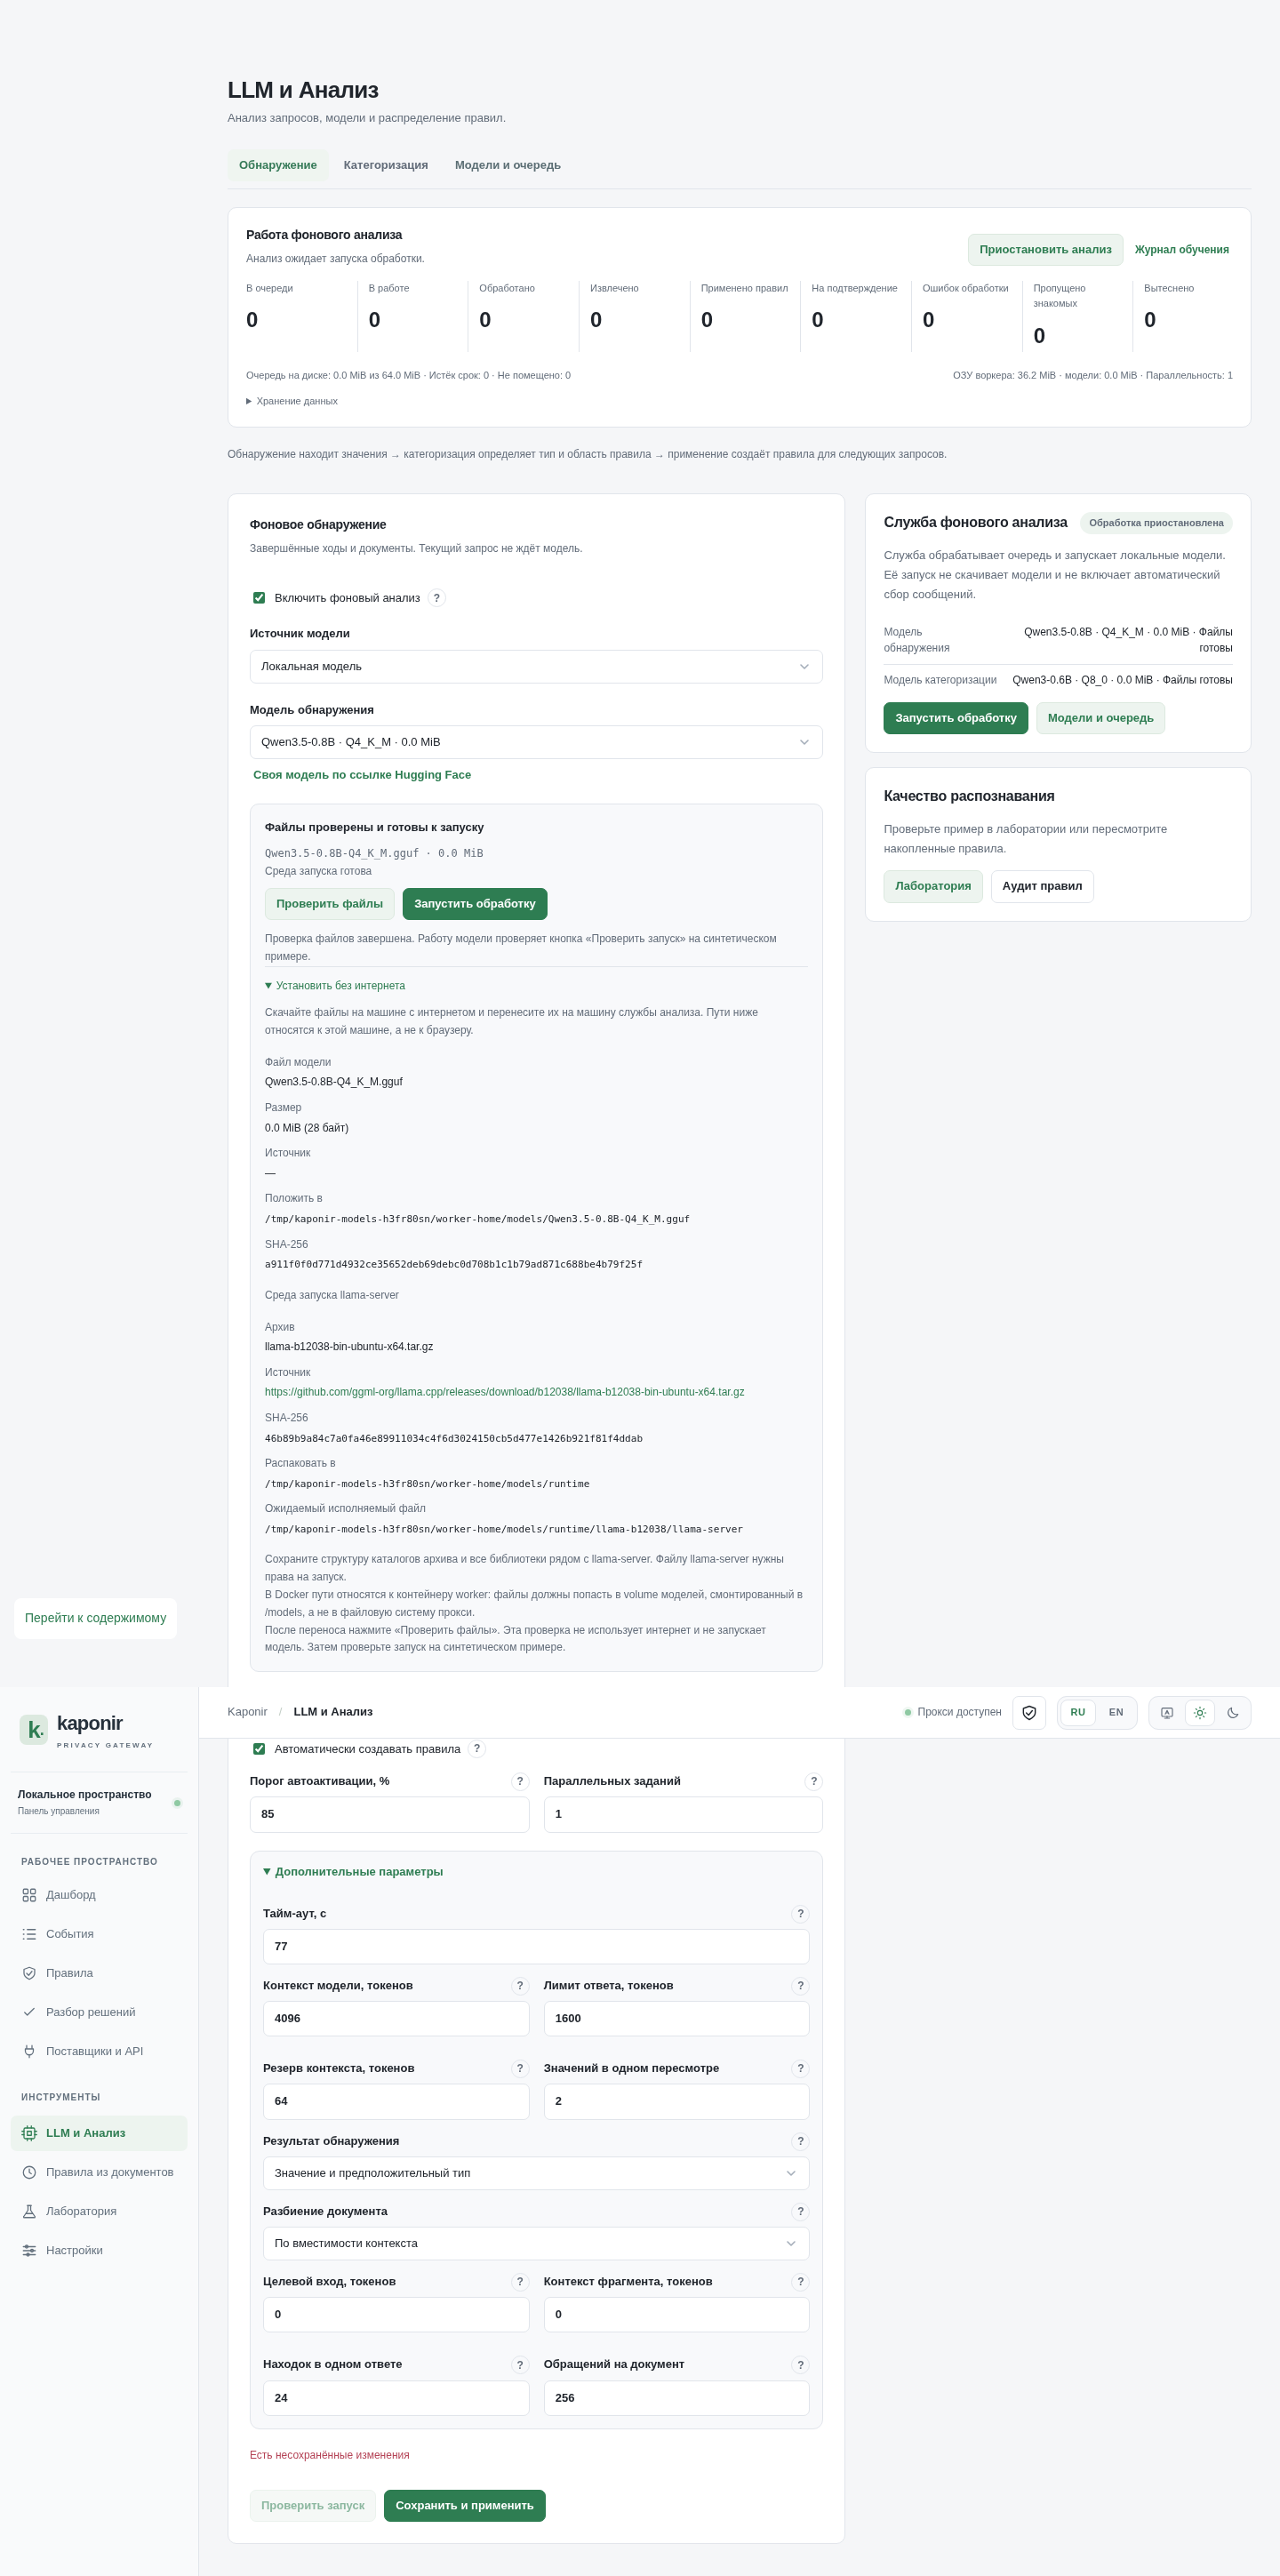 LLM и Анализ
Анализ запросов, модели и распределение правил.
Обнаружение
Категоризация
Модели и очередь
Работа фонового анализа
Анализ ожидает запуска обработки.
Приостановить анализ
Журнал обучения
В очереди
0
В работе
0
Обработано
0
Извлечено
0
Применено правил
0
На подтверждение
0
Ошибок обработки
0
Пропущено
знакомых
0
Вытеснено
0
Очередь на диске: 0.0 MiB из 64.0 MiB · Истёк срок: 0 · Не помещено: 0
ОЗУ воркера: 36.2 MiB · модели: 0.0 MiB · Параллельность: 1
▶ Хранение данных
Обнаружение находит значения → категоризация определяет тип и область правила → применение создаёт правила для следующих запросов.
Фоновое обнаружение
Завершённые ходы и документы. Текущий запрос не ждёт модель.
Включить фоновый анализ ?
Источник модели
Локальная модель
Модель обнаружения
Qwen3.5-0.8B · Q4_K_M · 0.0 MiB
Своя модель по ссылке Hugging Face
Файлы проверены и готовы к запуску
Qwen3.5-0.8B-Q4_K_M.gguf · 0.0 MiB
Среда запуска готова
Проверить файлы
Запустить обработку
Проверка файлов завершена. Работу модели проверяет кнопка «Проверить запуск» на синтетическом
примере.
▼ Установить без интернета
Скачайте файлы на машине с интернетом и перенесите их на машину службы анализа. Пути ниже
относятся к этой машине, а не к браузеру.
Файл модели
Qwen3.5-0.8B-Q4_K_M.gguf
Размер
0.0 MiB (28 байт)
Источник
—
Положить в
/tmp/kaponir-models-h3fr80sn/worker-home/models/Qwen3.5-0.8B-Q4_K_M.gguf
SHA-256
a911f0f0d771d4932ce35652deb69debc0d708b1c1b79ad871c688be4b79f25f
Среда запуска llama-server
Архив
llama-b12038-bin-ubuntu-x64.tar.gz
Источник
https://github.com/ggml-org/llama.cpp/releases/download/b12038/llama-b12038-bin-ubuntu-x64.tar.gz
SHA-256
46b89b9a84c7a0fa46e89911034c4f6d3024150cb5d477e1426b921f81f4ddab
Распаковать в
/tmp/kaponir-models-h3fr80sn/worker-home/models/runtime
Ожидаемый исполняемый файл
/tmp/kaponir-models-h3fr80sn/worker-home/models/runtime/llama-b12038/llama-server
Сохраните структуру каталогов архива и все библиотеки рядом с llama-server. Файлу llama-server нужны
права на запуск.
В Docker пути относятся к контейнеру worker: файлы должны попасть в volume моделей, смонтированный в
/models, а не в файловую систему прокси.
После переноса нажмите «Проверить файлы». Эта проверка не использует интернет и не запускает
модель. Затем проверьте запуск на синтетическом примере.
Служба фонового анализа
Обработка приостановлена
Служба обрабатывает очередь и запускает локальные модели.
Её запуск не скачивает модели и не включает автоматический
сбор сообщений.
Модель
обнаружения
Qwen3.5-0.8B · Q4_K_M · 0.0 MiB · Файлы
готовы
Модель категоризации
Qwen3-0.6B · Q8_0 · 0.0 MiB · Файлы готовы
Запустить обработку
Модели и очередь
Качество распознавания
Проверьте пример в лаборатории или пересмотрите
накопленные правила.
Лаборатория
Аудит правил
Перейти к содержимому
k.
kaponir
PRIVACY GATEWAY
Локальное пространство
Панель управления
РАБОЧЕЕ ПРОСТРАНСТВО
Дашборд
События
Правила
Разбор решений
Поставщики и API
ИНСТРУМЕНТЫ
LLM и Анализ
Правила из документов
Лаборатория
Настройки
Kaponir / LLM и Анализ
Прокси доступен
RU
EN
Автоматически создавать правила ?
Порог автоактивации, % ?
85
Параллельных заданий ?
1
▼ Дополнительные параметры
Тайм-аут, с ?
77
Контекст модели, токенов ?
4096
Лимит ответа, токенов ?
1600
Резерв контекста, токенов ?
64
Значений в одном пересмотре ?
2
Результат обнаружения ?
Значение и предположительный тип
Разбиение документа ?
По вместимости контекста
Целевой вход, токенов ?
0
Контекст фрагмента, токенов ?
0
Находок в одном ответе ?
24
Обращений на документ ?
256
Есть несохранённые изменения
Проверить запуск
Сохранить и применить